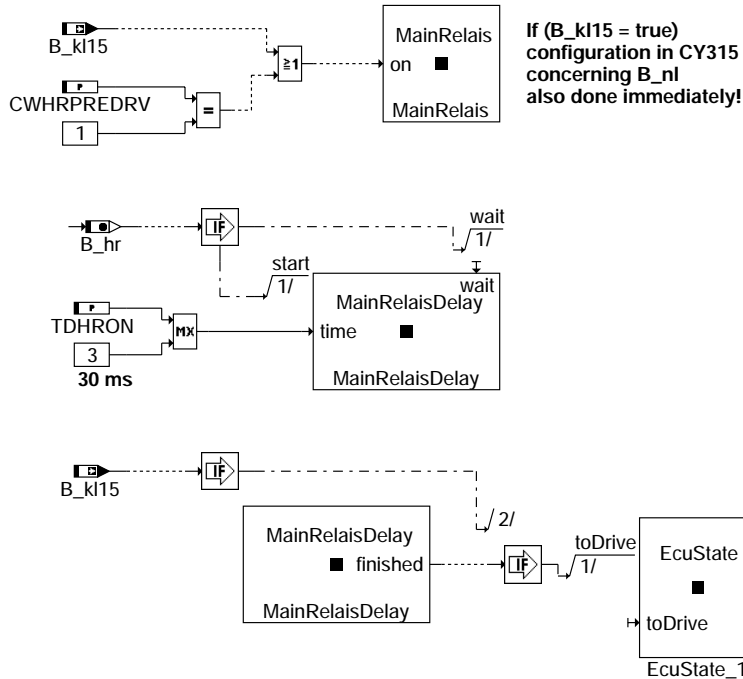 B_kl15
P
CWHRPREDRV
1
=
≥1
MainRelais
on
MainRelais
If (B_kl15 = true)
configuration in CY315
concerning B_nl
also done immediately!
B_hr
IF
wait
1/
start
1/
wait
MainRelaisDelay
P
TDHRON
3
30 ms
MX
time
MainRelaisDelay
B_kl15
IF
2/
MainRelaisDelay
finished
MainRelaisDelay
IF
toDrive
1/
EcuState
toDrive
EcuState_1